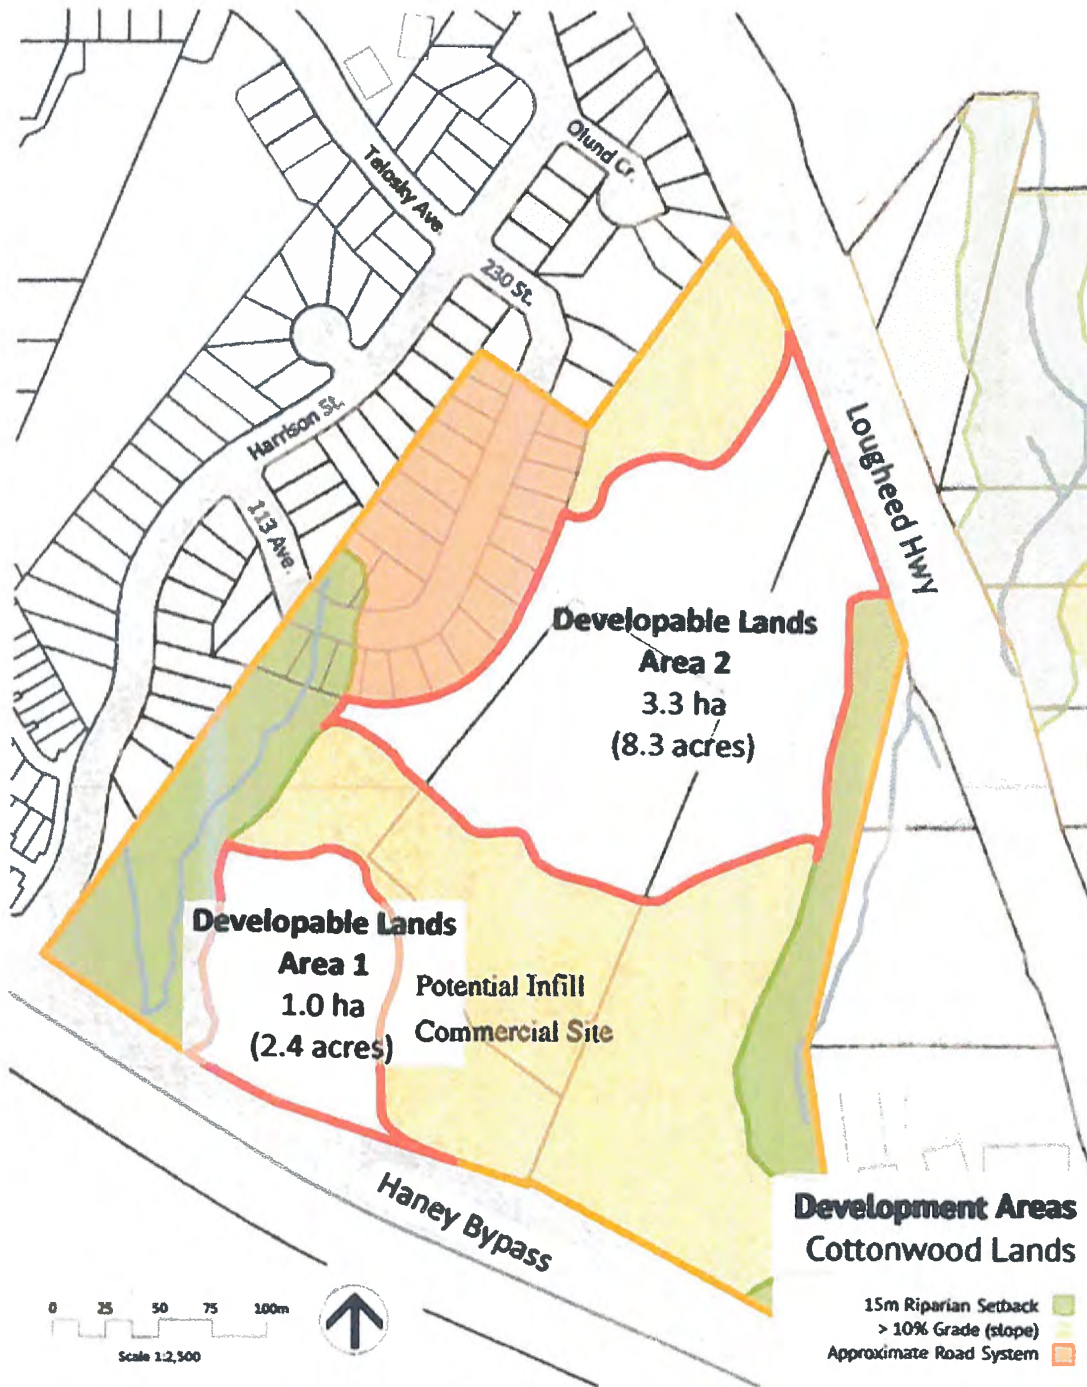 Olund Cr.
Telosky Ave.
230 St.
Harrison St.
113 Ave.
Lougheed Hwy
Developable Lands
Area 2
3.3 ha
(8.3 acres)
Developable Lands
Area 1
1.0 ha
(2.4 acres)
Potential Infill
Commercial Site
Haney Bypass
Development Areas
Cottonwood Lands
15m Riparian Setback
> 10% Grade (slope)
Approximate Road System
0 25 50 75 100m
Scale 1:2,500